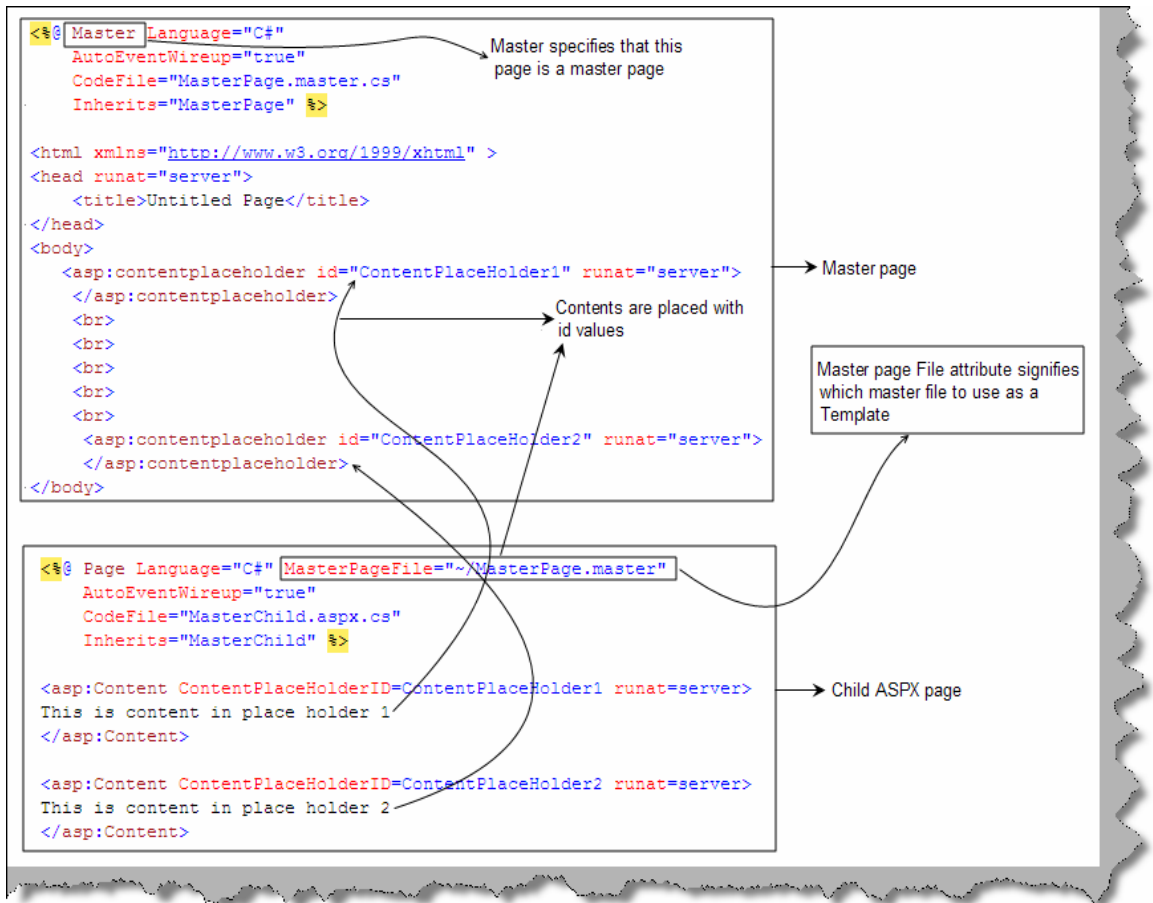 <%@ Master Language="C#"
AutoEventWireup="true"
CodeFile="MasterPage.master.cs"
Inherits="MasterPage" %>
Master specifies that this
page is a master page
<html xmlns="http://www.w3.org/1999/xhtml" >
<head runat="server">
<title>Untitled Page</title>
</head>
<body>
<asp:contentplaceholder id="ContentPlaceHolder1" runat="server">
</asp:contentplaceholder>
<br>
<br>
<br>
<br>
<br>
<asp:contentplaceholder id="ContentPlaceHolder2" runat="server">
</asp:contentplaceholder>
</body>
Master page
Contents are placed with
id values
Master page File attribute signifies
which master file to use as a
Template
<%@ Page Language="C#" MasterPageFile="~/MasterPage.master"
AutoEventWireup="true"
CodeFile="MasterChild.aspx.cs"
Inherits="MasterChild" %>
<asp:Content ContentPlaceHolderID=ContentPlaceHolder1 runat=server>
This is content in place holder 1
</asp:Content>
<asp:Content ContentPlaceHolderID=ContentPlaceHolder2 runat=server>
This is content in place holder 2
</asp:Content>
Child ASPX page